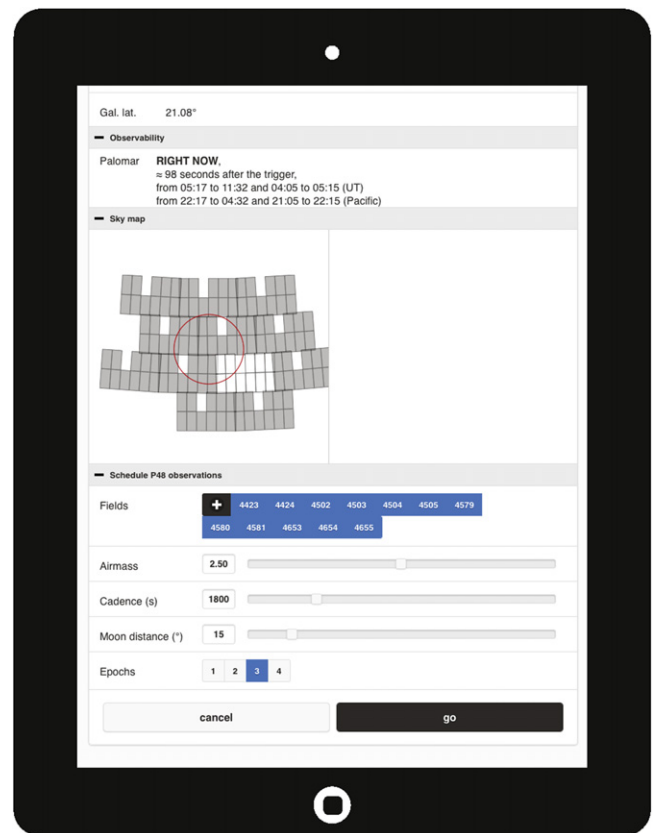 Gal. lat. 21.08°
Observability
Palomar RIGHT NOW,
≈ 98 seconds after the trigger,
from 05:17 to 11:32 and 04:05 to 05:15 (UT)
from 22:17 to 04:32 and 21:05 to 22:15 (Pacific)
Sky map
Schedule P48 observations
Fields + 4423 4424 4502 4503 4504 4505 4579
4580 4581 4653 4654 4655
Airmass 2.50
Cadence (s) 1800
Moon distance (°) 15
Epochs 1 2 3 4
cancel go